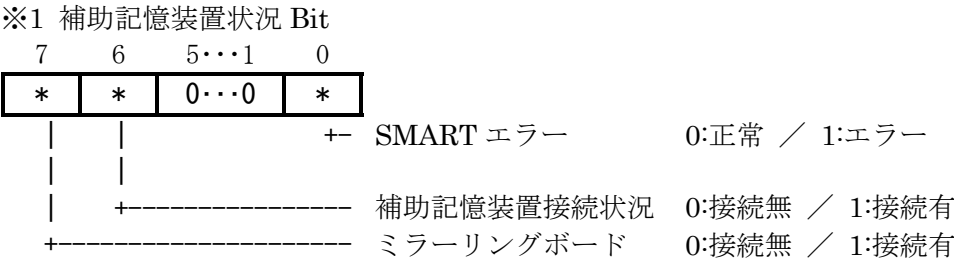 ※1 補助記憶装置状況 Bit
7 6 5・・・1 0
* * 0・・・0 *
| | +- SMART エラー 0:正常 ／ 1:エラー
| |
| +----------------- 補助記憶装置接続状況 0:接続無 ／ 1:接続有
+---------------------- ミラーリングボード 0:接続無 ／ 1:接続有